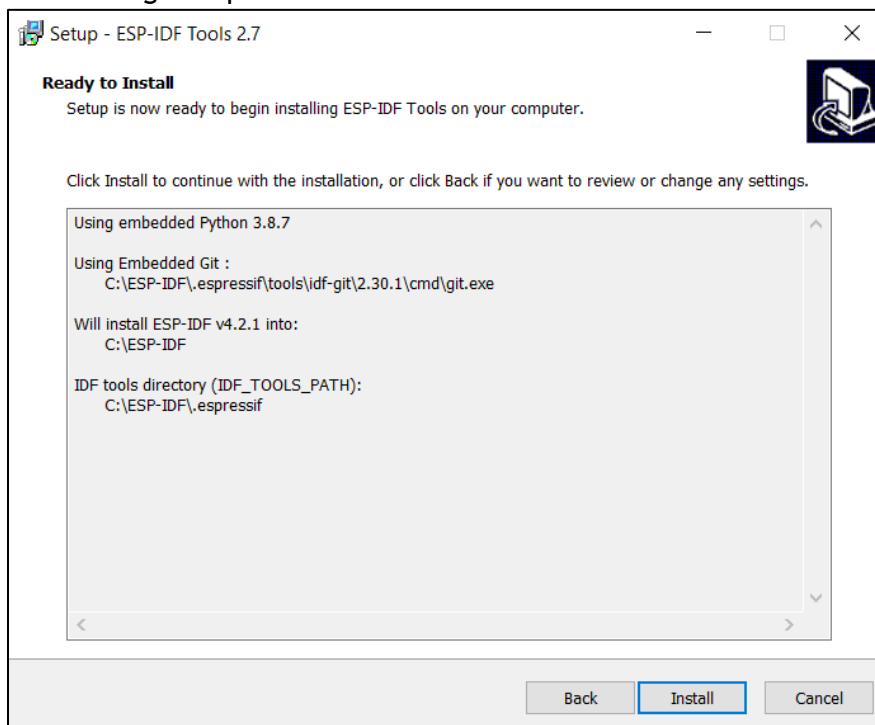 Setup - ESP-IDF Tools 2.7
Ready to Install
Setup is now ready to begin installing ESP-IDF Tools on your computer.
Click Install to continue with the installation, or click Back if you want to review or change any settings.
Using embedded Python 3.8.7
Using Embedded Git :
C:\ESP-IDF\.espressif\tools\idf-git\2.30.1\cmd\git.exe
Will install ESP-IDF v4.2.1 into:
C:\ESP-IDF
IDF tools directory (IDF_TOOLS_PATH):
C:\ESP-IDF\.espressif
Back Install Cancel